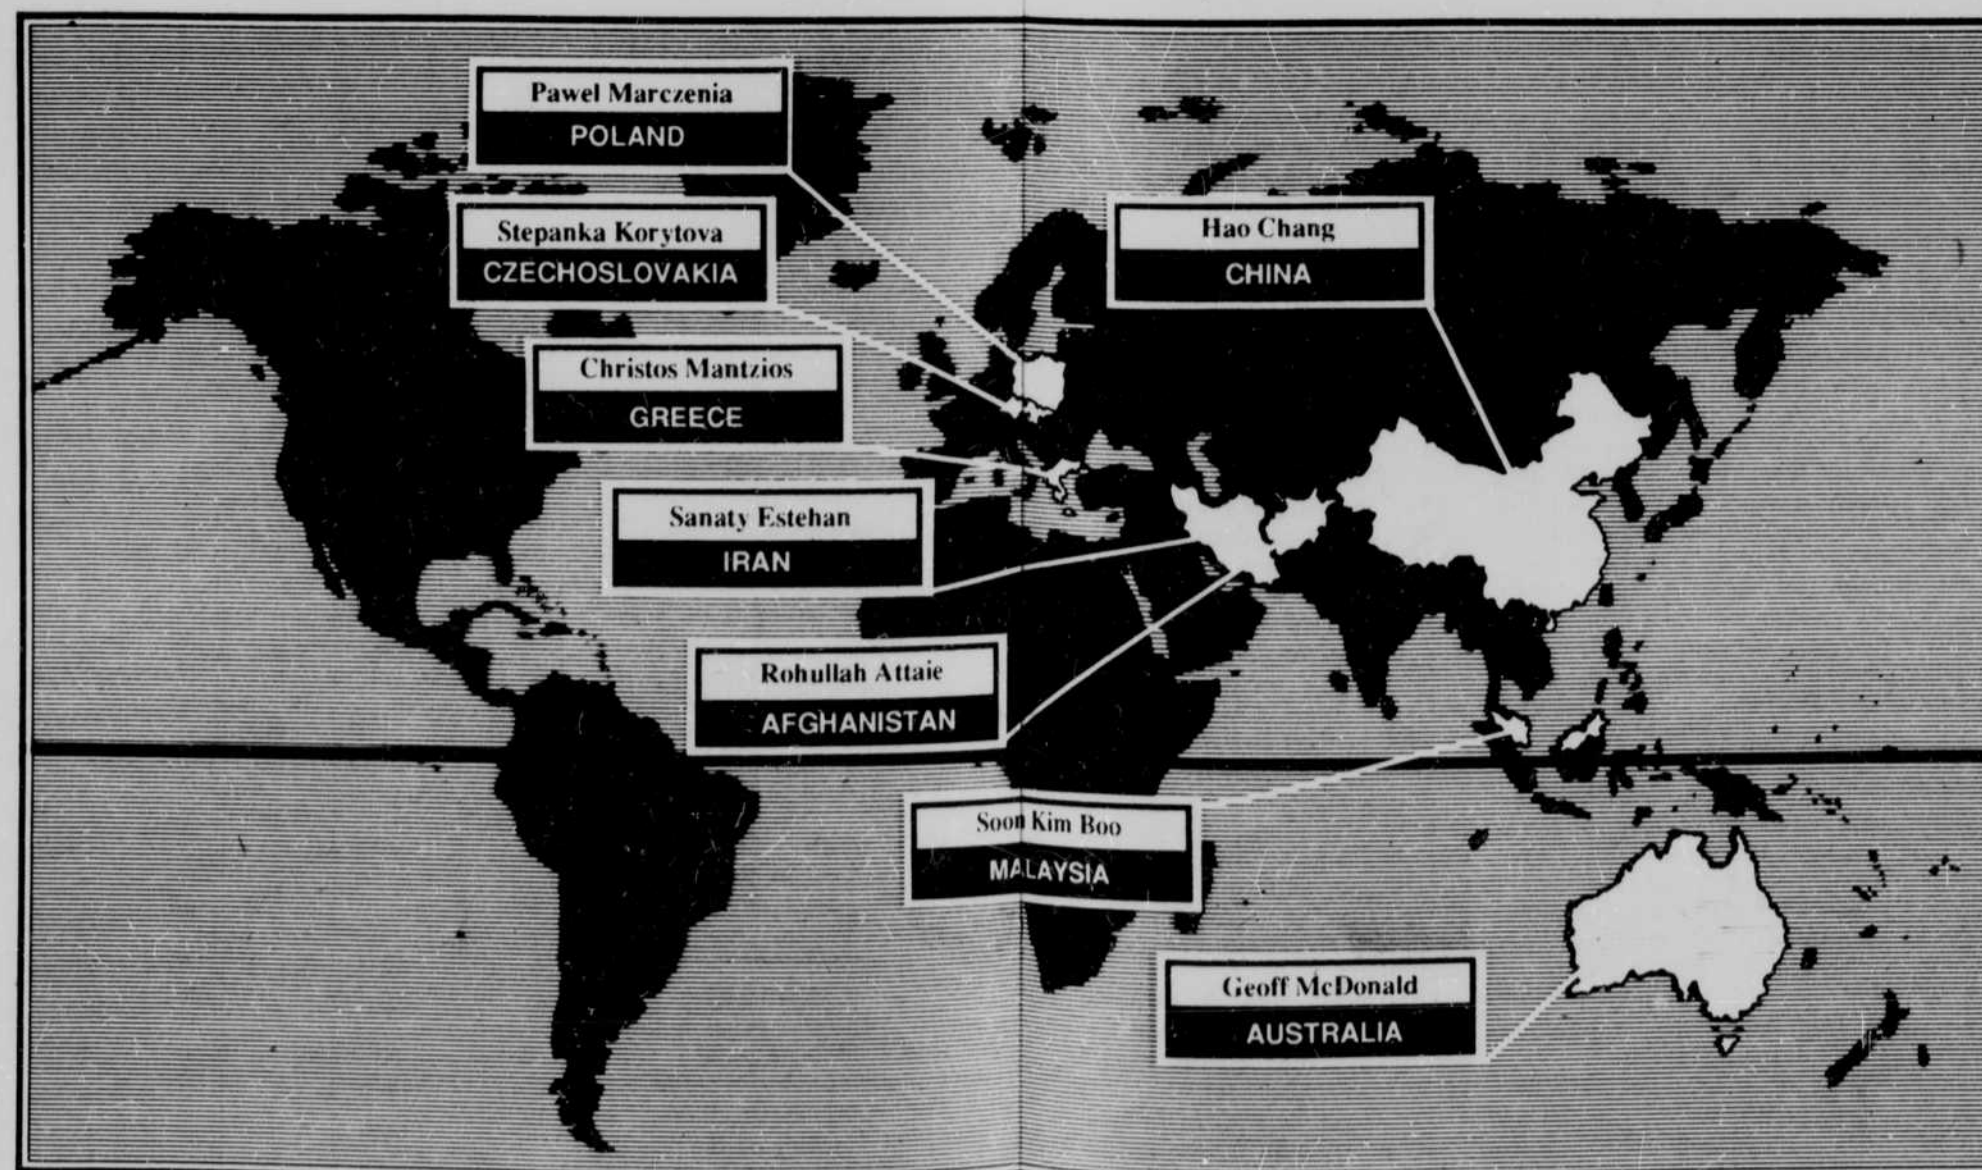 Pawel Marczenia
POLAND
Stepanka Korytova
CZECHOSLOVAKIA
Hao Chang
CHINA
Christos Mantzios
GREECE
Sanaty Estehan
IRAN
Rohullah Attaie
AFGHANISTAN
Soon Kim Boo
MALAYSIA
Geoff McDonald
AUSTRALIA